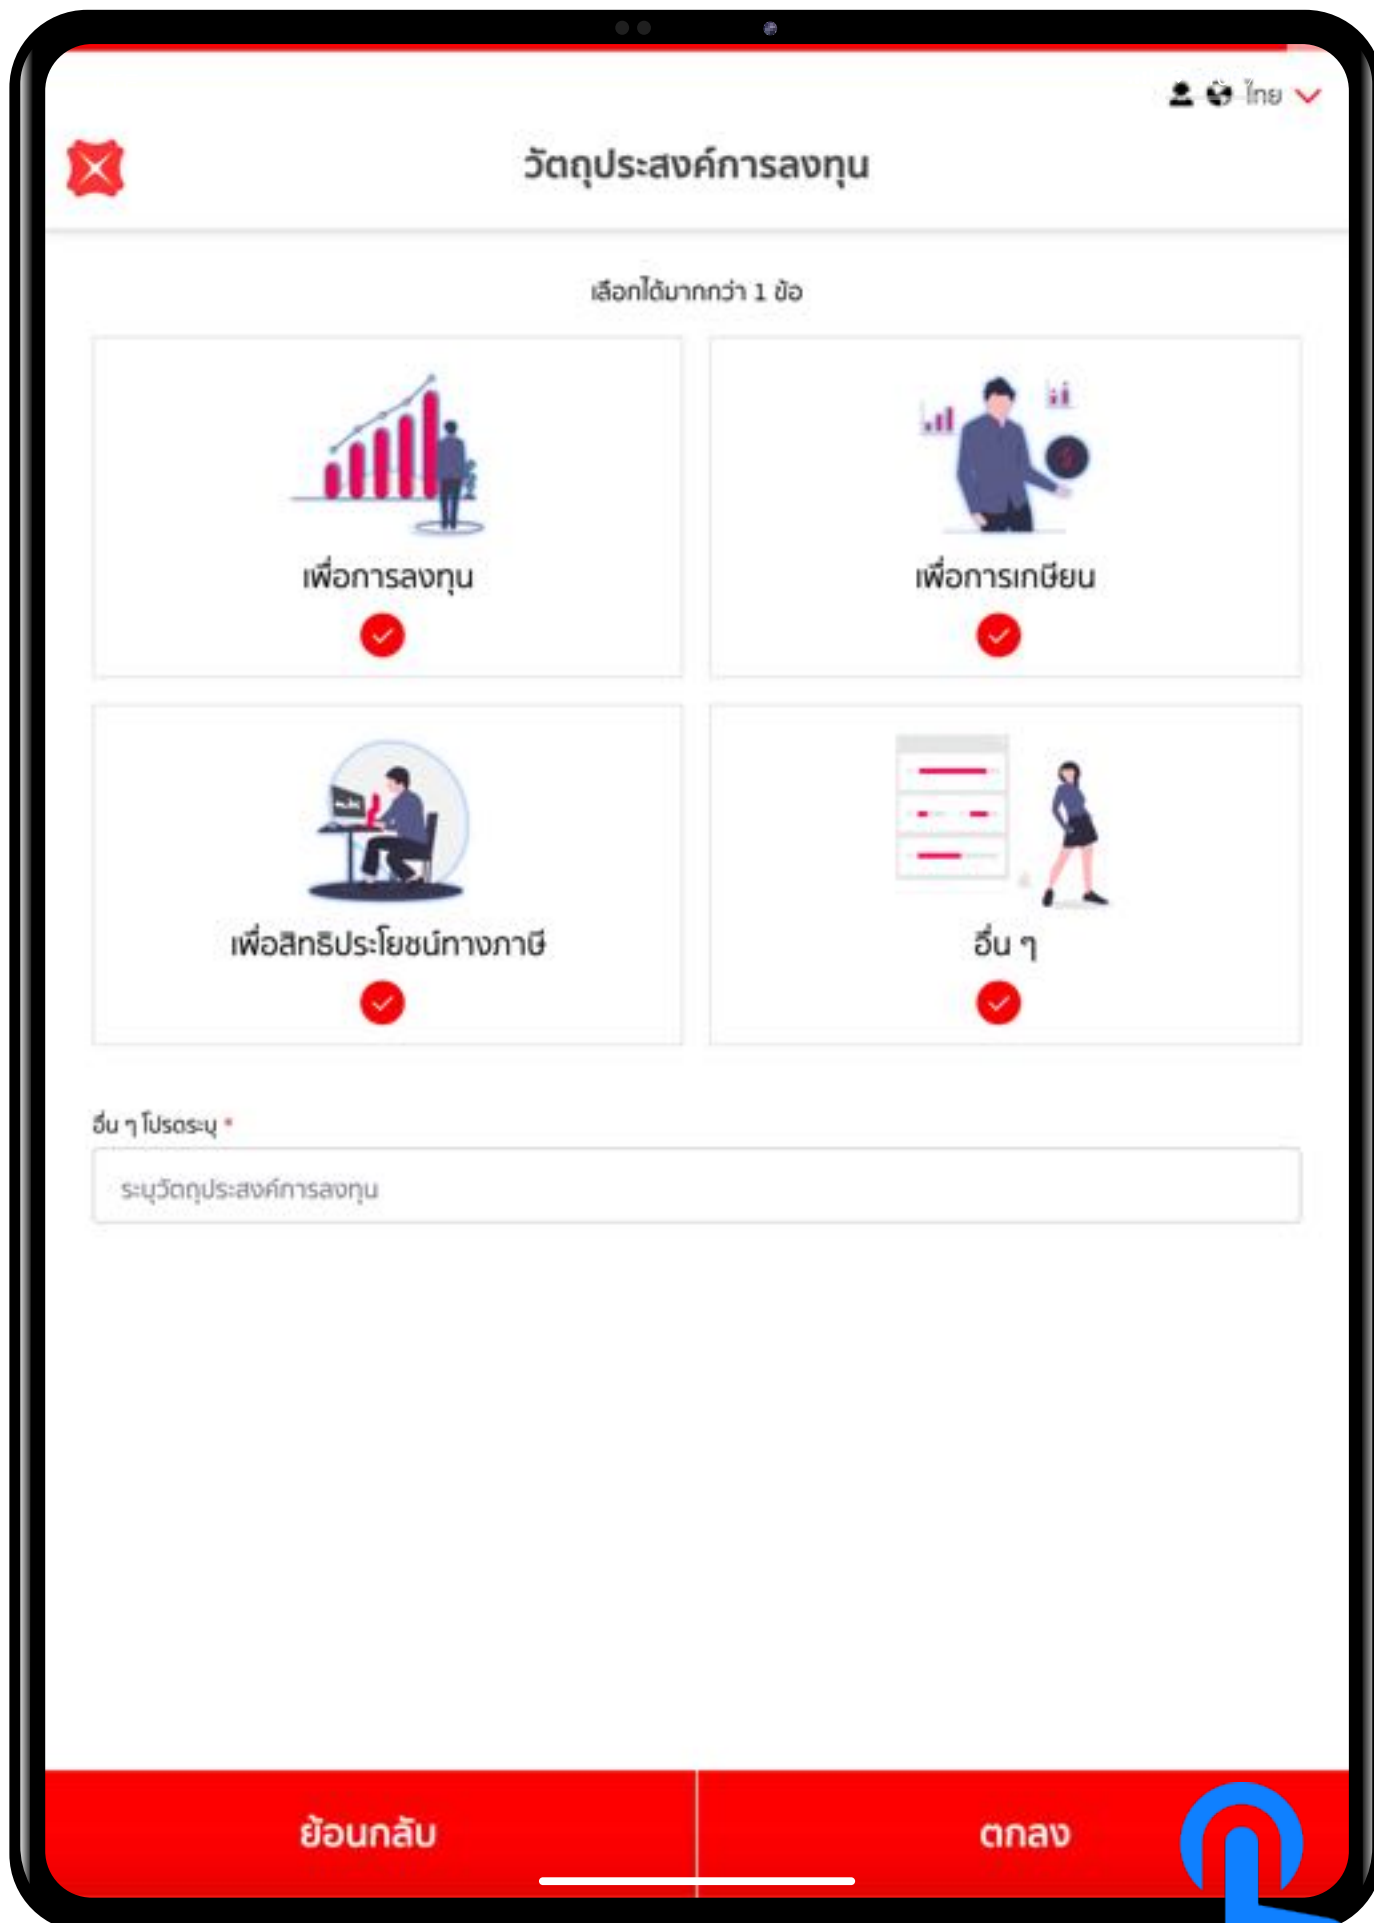 ไทย
วัตถุประสงค์การลงทุน
เลือกได้มากกว่า 1 ข้อ
เพื่อการลงทุน
เพื่อการเกษียน
เพื่อสิทธิประโยชน์ทางภาษี
อื่น ๆ
อื่น ๆ โปรดระบุ *
ระบุวัตถุประสงค์การลงทุน
ย้อนกลับ
ตกลง